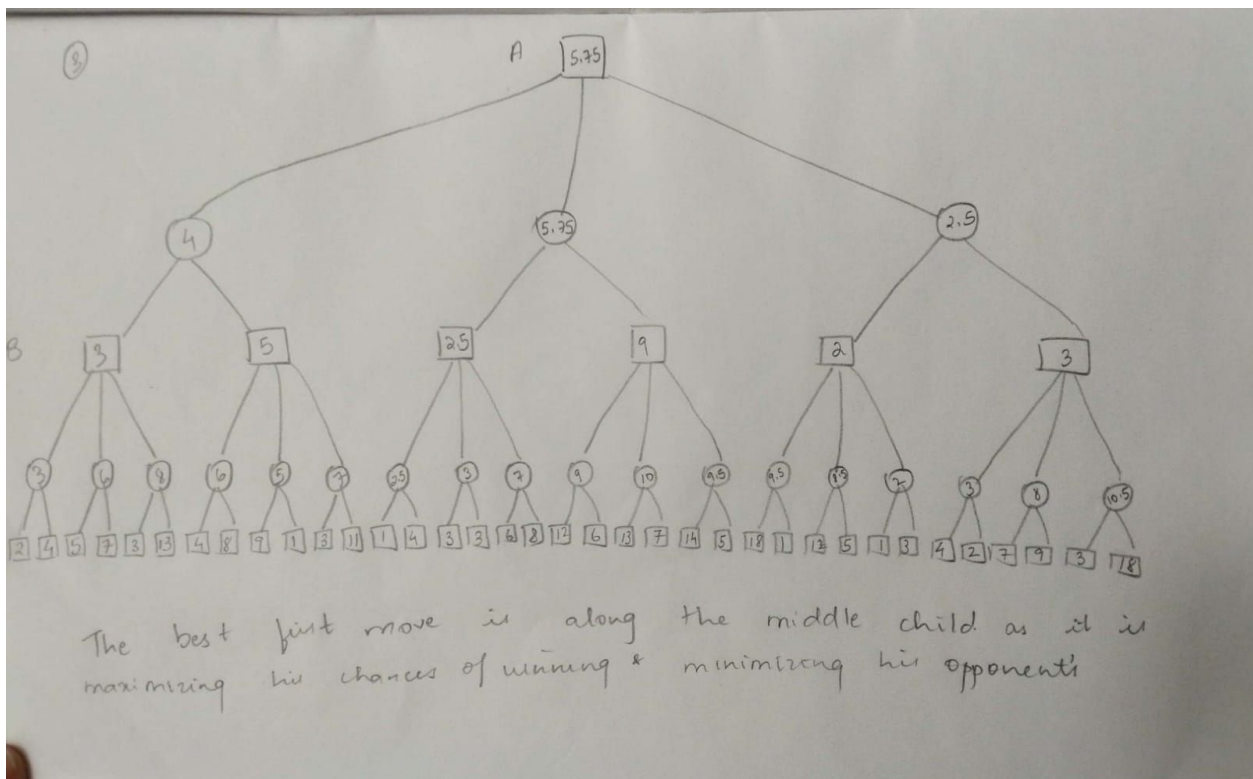 8
A 5.75
4 5.75 2.5
B 3 5 25 9 2 3
3 6 8 6 5 7 25 3 7 9 10 9.5 9.5 8.5 2 3 8 10.5
2 4 5 7 3 13 4 8 9 1 3 11 1 4 3 3 6 8 12 6 13 7 14 5 18 1 12 5 1 3 4 2 7 9 3 18
The best first move is along the middle child as it is
maximizing his chances of winning & minimizing his opponent's